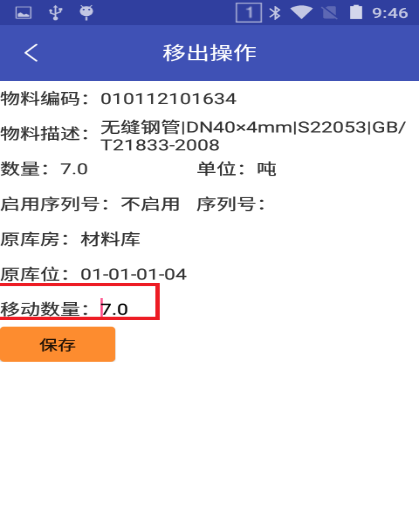 1 9:46
移出操作
物料编码：010112101634
物料描述：无缝钢管|DN40×4mm|S22053|GB/
T21833-2008
数量：7.0 单位：吨
启用序列号：不启用 序列号：
原库房：材料库
原库位：01-01-01-04
移动数量：7.0
保存